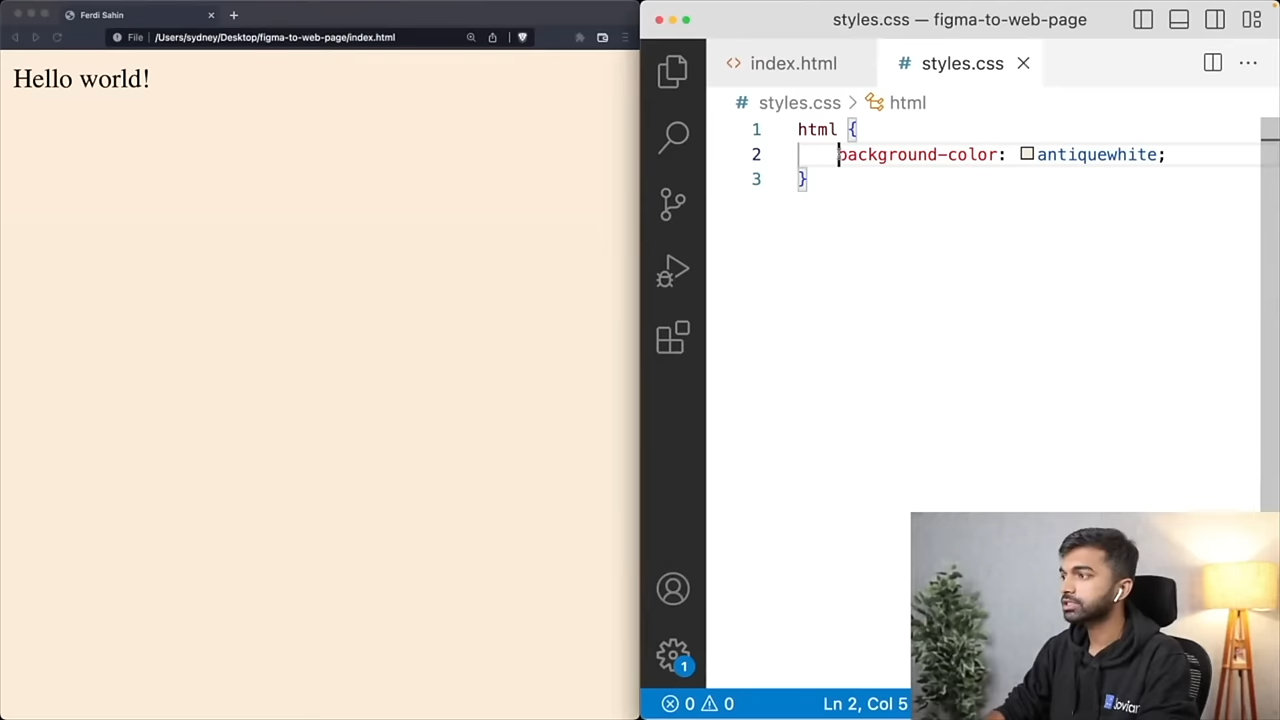 Ferdi Sahin
File
/Users/sydney/Desktop/figma-to-web-page/index.html
Hello world!
styles.css — figma-to-web-page
<> index.html
# styles.css
# styles.css > html
1 html {
2 background-color: antiquewhite;
3 }
1
0 0
Ln 2, Col 5
Jovian